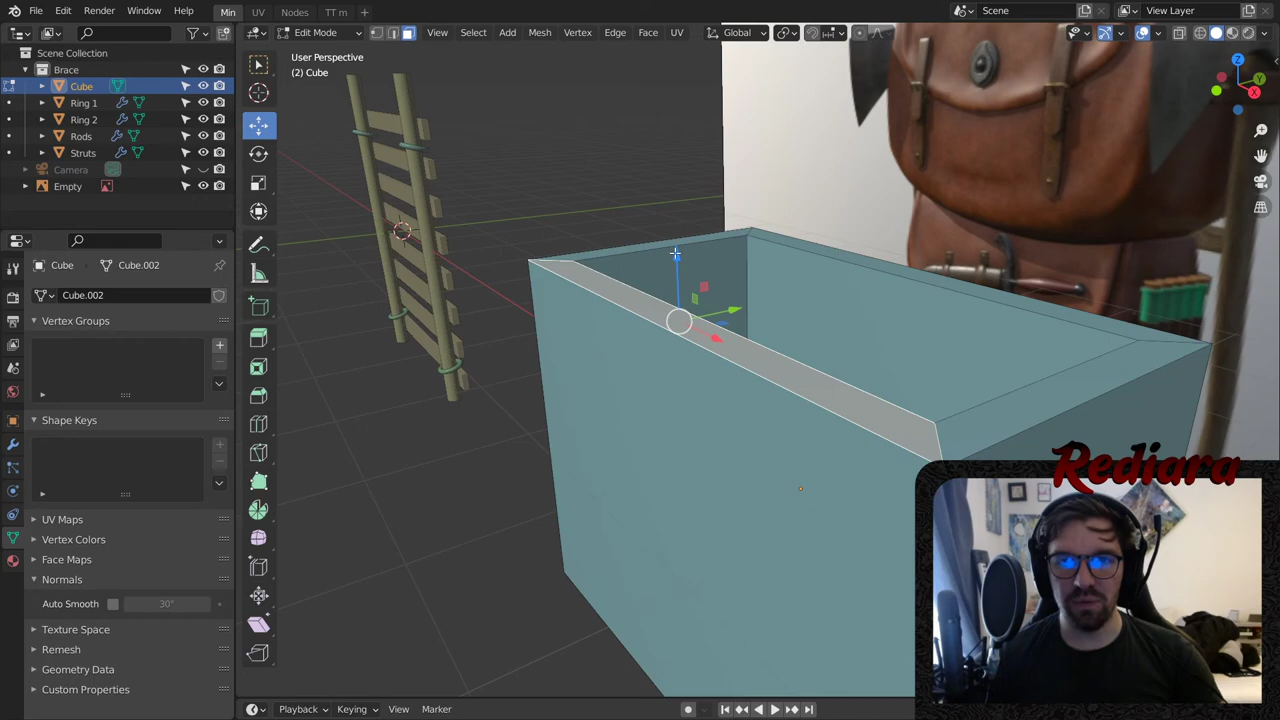 File Edit Render Window Help Min UV Nodes TT m + Scene View Layer
Edit Mode View Select Add Mesh Vertex Edge Face UV Global
Scene Collection
Brace
Cube
Ring 1
Ring 2
Rods
Struts
Camera
Empty
User Perspective
(2) Cube
Z
Y
X
Cube Cube.002
Cube.002
Vertex Groups
Shape Keys
UV Maps
Vertex Colors
Face Maps
Normals
Auto Smooth 30°
Texture Space
Remesh
Geometry Data
Custom Properties
Rediara
Playback Keying View Marker